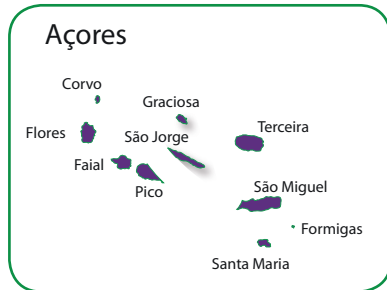 Açores
Corvo
Graciosa
Flores
São Jorge
Terceira
Faial
Pico
São Miguel
Formigas
Santa Maria